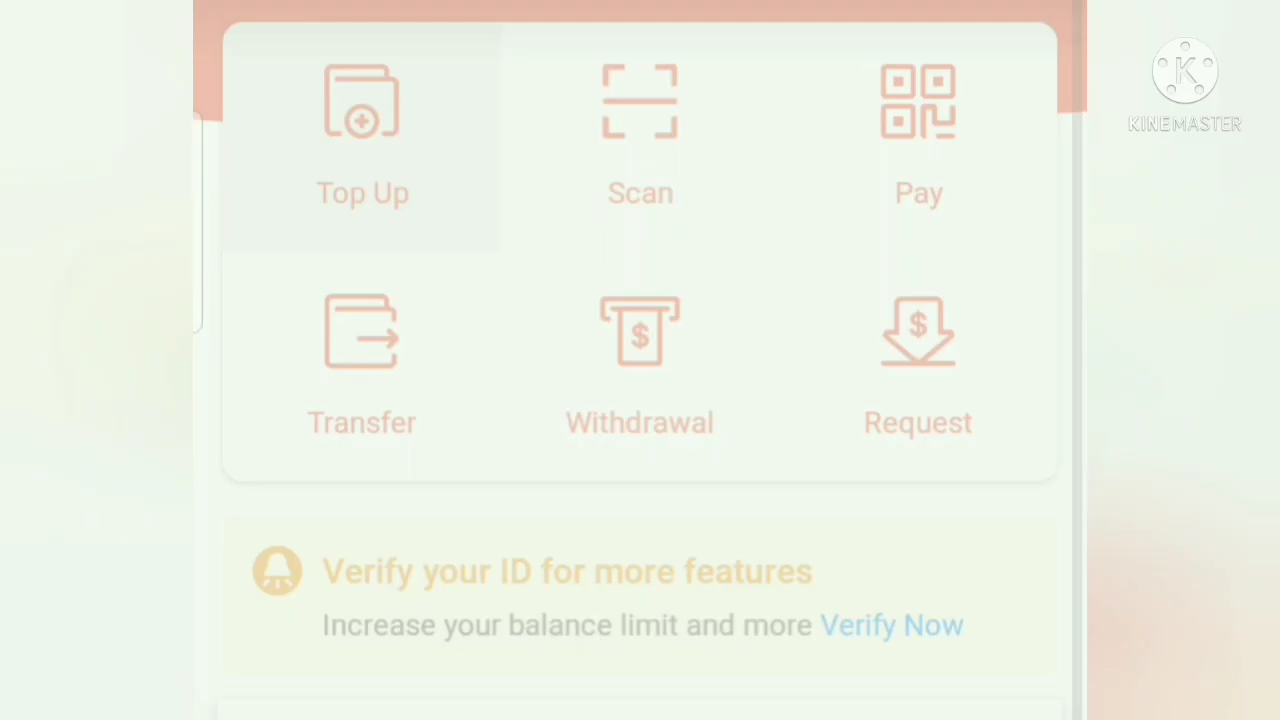 Top Up
Scan
Pay
Transfer
Withdrawal
Request
Verify your ID for more features
Increase your balance limit and more Verify Now
K
KINEMASTER